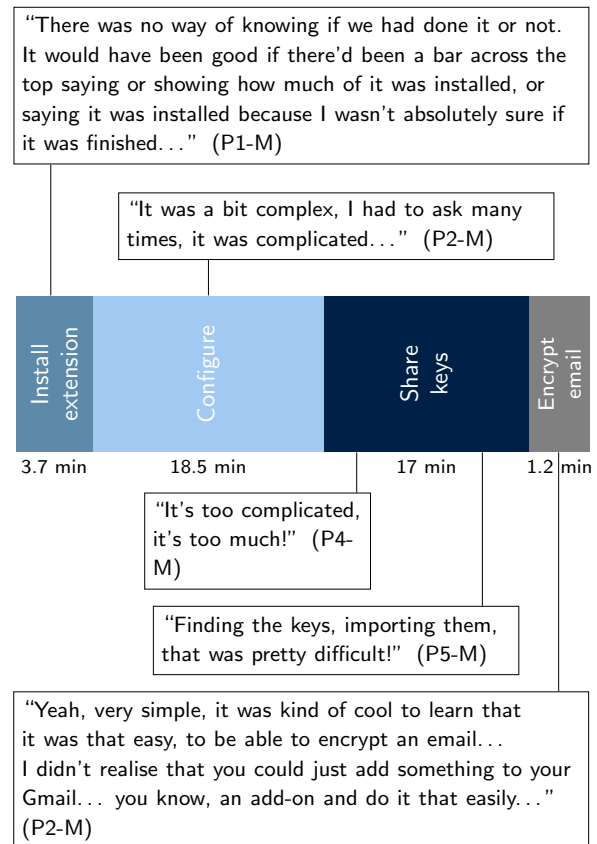 “There was no way of knowing if we had done it or not.
It would have been good if there'd been a bar across the
top saying or showing how much of it was installed, or
saying it was installed because I wasn't absolutely sure if
it was finished...” (P1-M)
“It was a bit complex, I had to ask many
times, it was complicated...” (P2-M)
Install
extension
Configure
Share
keys
Encrypt
email
3.7 min
18.5 min
17 min
1.2 min
“It's too complicated,
it's too much!” (P4-
M)
“Finding the keys, importing them,
that was pretty difficult!” (P5-M)
“Yeah, very simple, it was kind of cool to learn that
it was that easy, to be able to encrypt an email...
I didn't realise that you could just add something to your
Gmail... you know, an add-on and do it that easily...”
(P2-M)